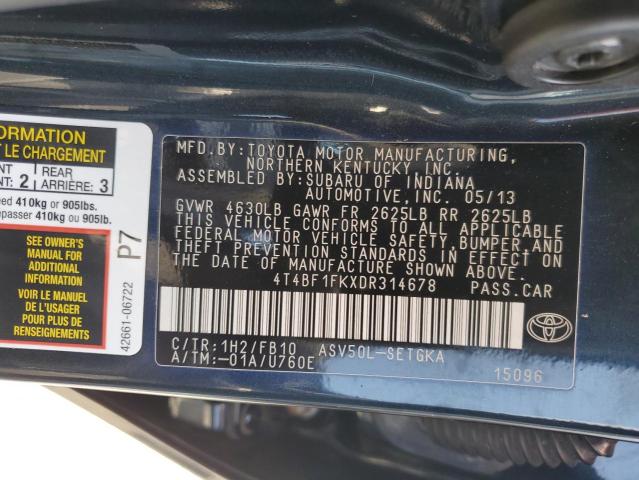 FORMATION
T LE CHARGEMENT
NT
NT: 2
REAR
ARRIÈRE: 3
eed 410kg or 905lbs.
passer 410kg ou 905lb.
SEE OWNER'S
MANUAL FOR
ADDITIONAL
INFORMATION
VOIR LE MANUEL
DE L'USAGER
POUR PLUS DE
RENSEIGNEMENTS
P7
42661-06722
MFD. BY: TOYOTA MOTOR MANUFACTURING,
NORTHERN KENTUCKY, INC.
ASSEMBLED BY: SUBARU OF INDIANA
AUTOMOTIVE, INC. 05/13
GVWR 4630LB GAWR FR 2625LB RR 2625LB
THIS VEHICLE CONFORMS TO ALL APPLICABLE
FEDERAL MOTOR VEHICLE SAFETY, BUMPER, AND
THEFT PREVENTION STANDARDS IN EFFECT ON
THE DATE OF MANUFACTURE SHOWN ABOVE.
4T4BF1FKXDR314678 PASS.CAR
C/TR:1H2/FB10 ASV50L-SETGKA
A/TM:-01A/U760E
15096
TOYOTA